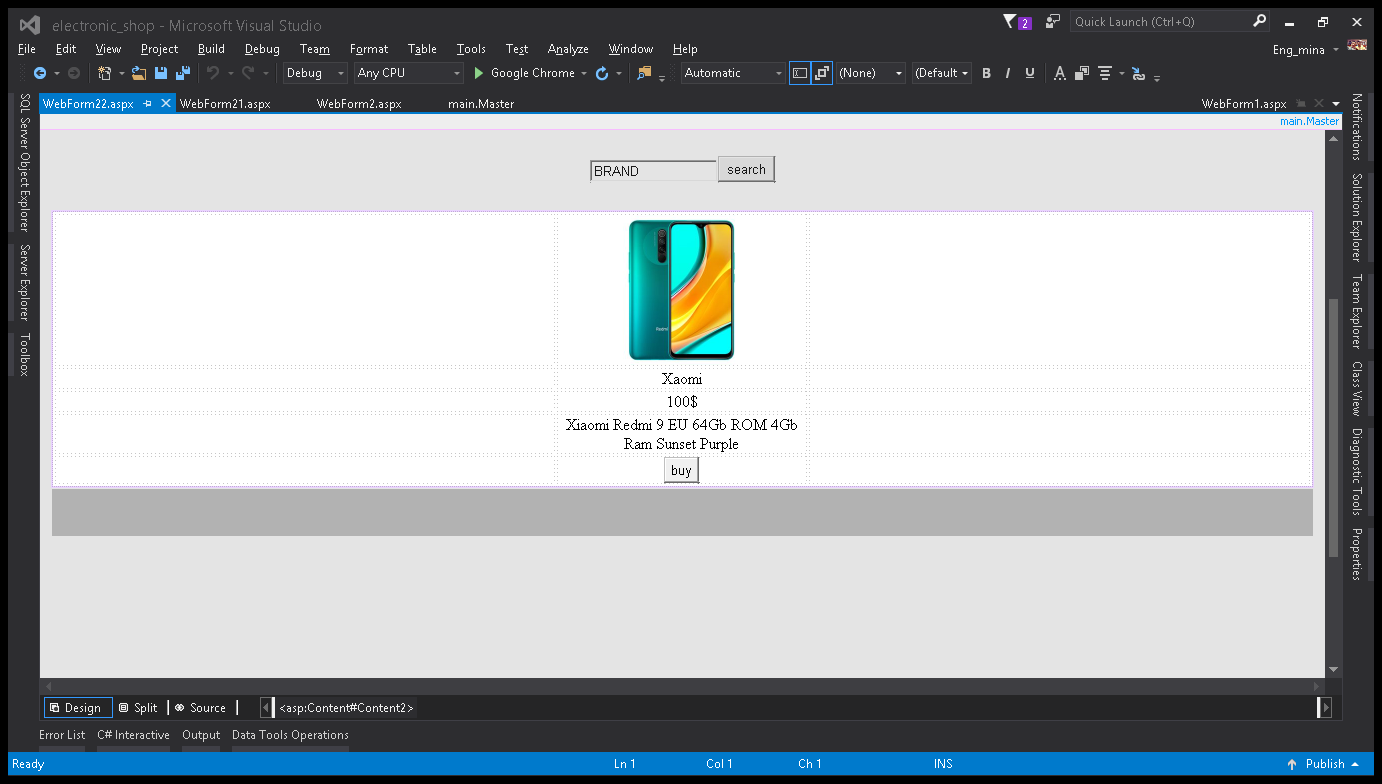 electronic_shop - Microsoft Visual Studio
2
Quick Launch (Ctrl+Q)
File Edit View Project Build Debug Team Format Table Tools Test Analyze Window Help
Eng_mina
Debug Any CPU Google Chrome Automatic (None) (Default B I U A
WebForm22.aspx WebForm21.aspx WebForm2.aspx main.Master WebForm1.aspx
main.Master
SQL Server Object Explorer
Server Explorer
Toolbox
BRAND search
Redmi
Xaomi
100$
Xiaomi Redmi 9 EU 64Gb ROM 4Gb
Ram Sunset Purple
buy
Notifications
Solution Explorer
Team Explorer
Class View
Diagnostic Tools
Properties
Design Split Source <asp:Content#Content2>
Error List C# Interactive Output Data Tools Operations
Ready Ln 1 Col 1 Ch 1 INS Publish